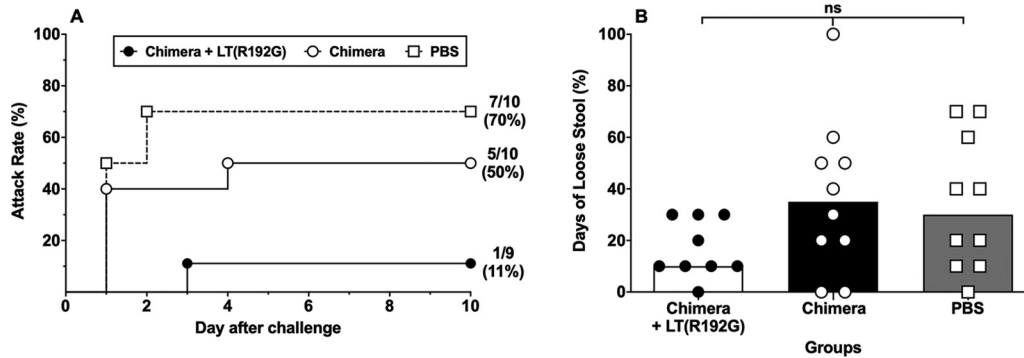 A
Attack Rate (%)
100
80
60
40
20
0
0 2 4 6 8 10
Day after challenge
Chimera + LT(R192G) Chimera PBS
7/10
(70%)
5/10
(50%)
1/9
(11%)
B
ns
Days of Loose Stool (%)
100
80
60
40
20
0
Chimera
+ LT(R192G)
Chimera
PBS
Groups